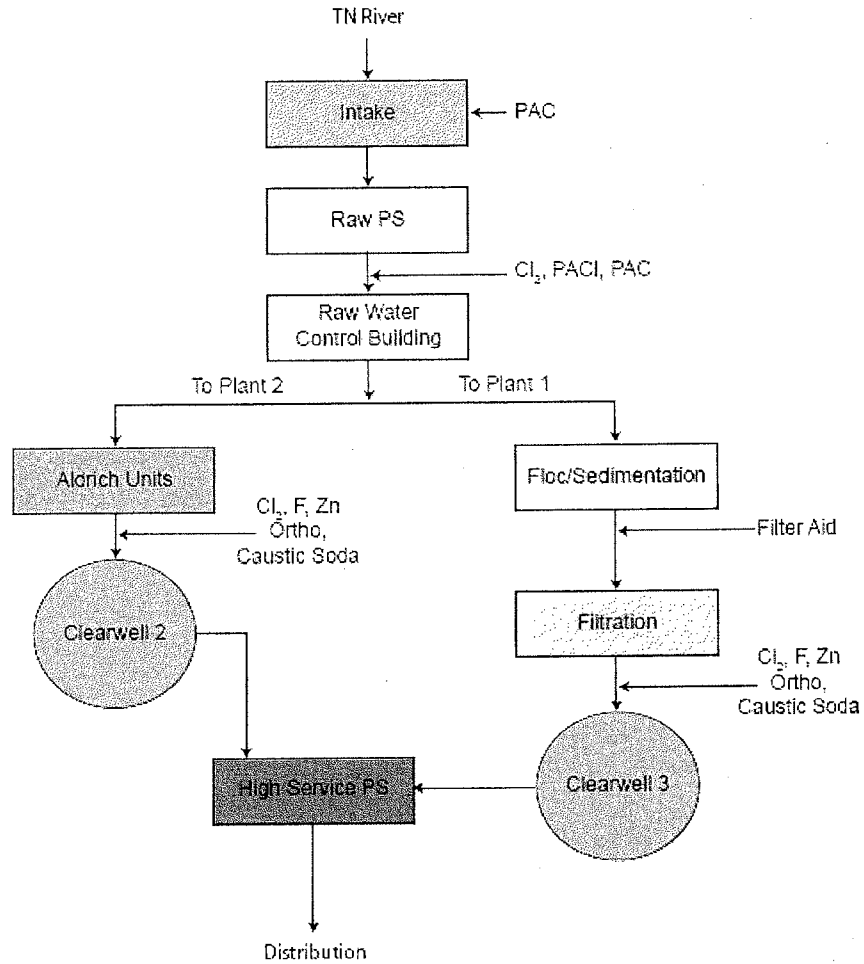 TN River
Intake
PAC
Raw PS
Cl₂, PACl, PAC
Raw Water
Control Building
To Plant 2
To Plant 1
Aldrich Units
Floc/Sedimentation
Cl₂, F, Zn
Ortho,
Caustic Soda
Filter Aid
Clearwell 2
Filtration
Cl₂, F, Zn
Ortho,
Caustic Soda
High Service PS
Clearwell 3
Distribution